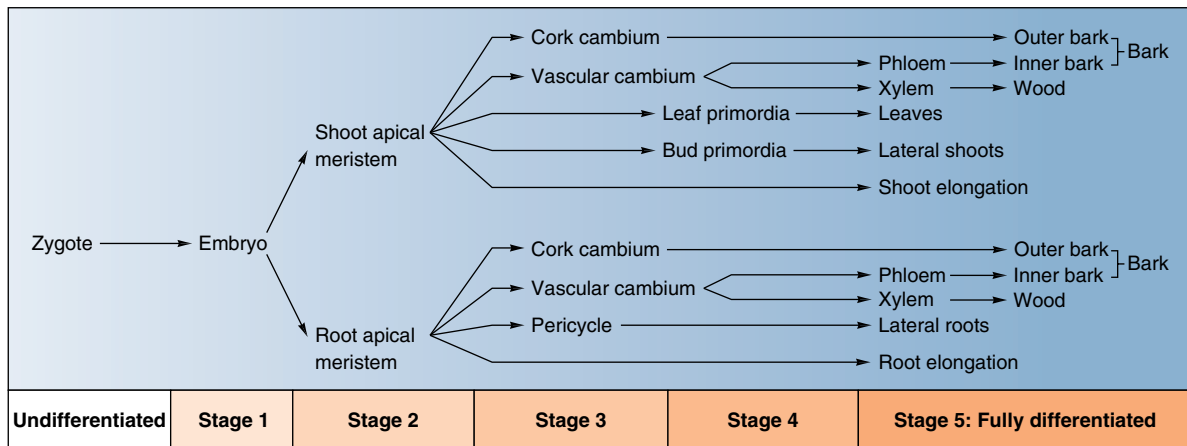 Cork cambium
Outer bark
Bark
Vascular cambium
Phloem
Inner bark
Xylem
Wood
Shoot apical
meristem
Leaf primordia
Leaves
Bud primordia
Lateral shoots
Shoot elongation
Zygote
Embryo
Cork cambium
Outer bark
Bark
Vascular cambium
Phloem
Inner bark
Xylem
Wood
Root apical
meristem
Pericycle
Lateral roots
Root elongation
Undifferentiated
Stage 1
Stage 2
Stage 3
Stage 4
Stage 5: Fully differentiated